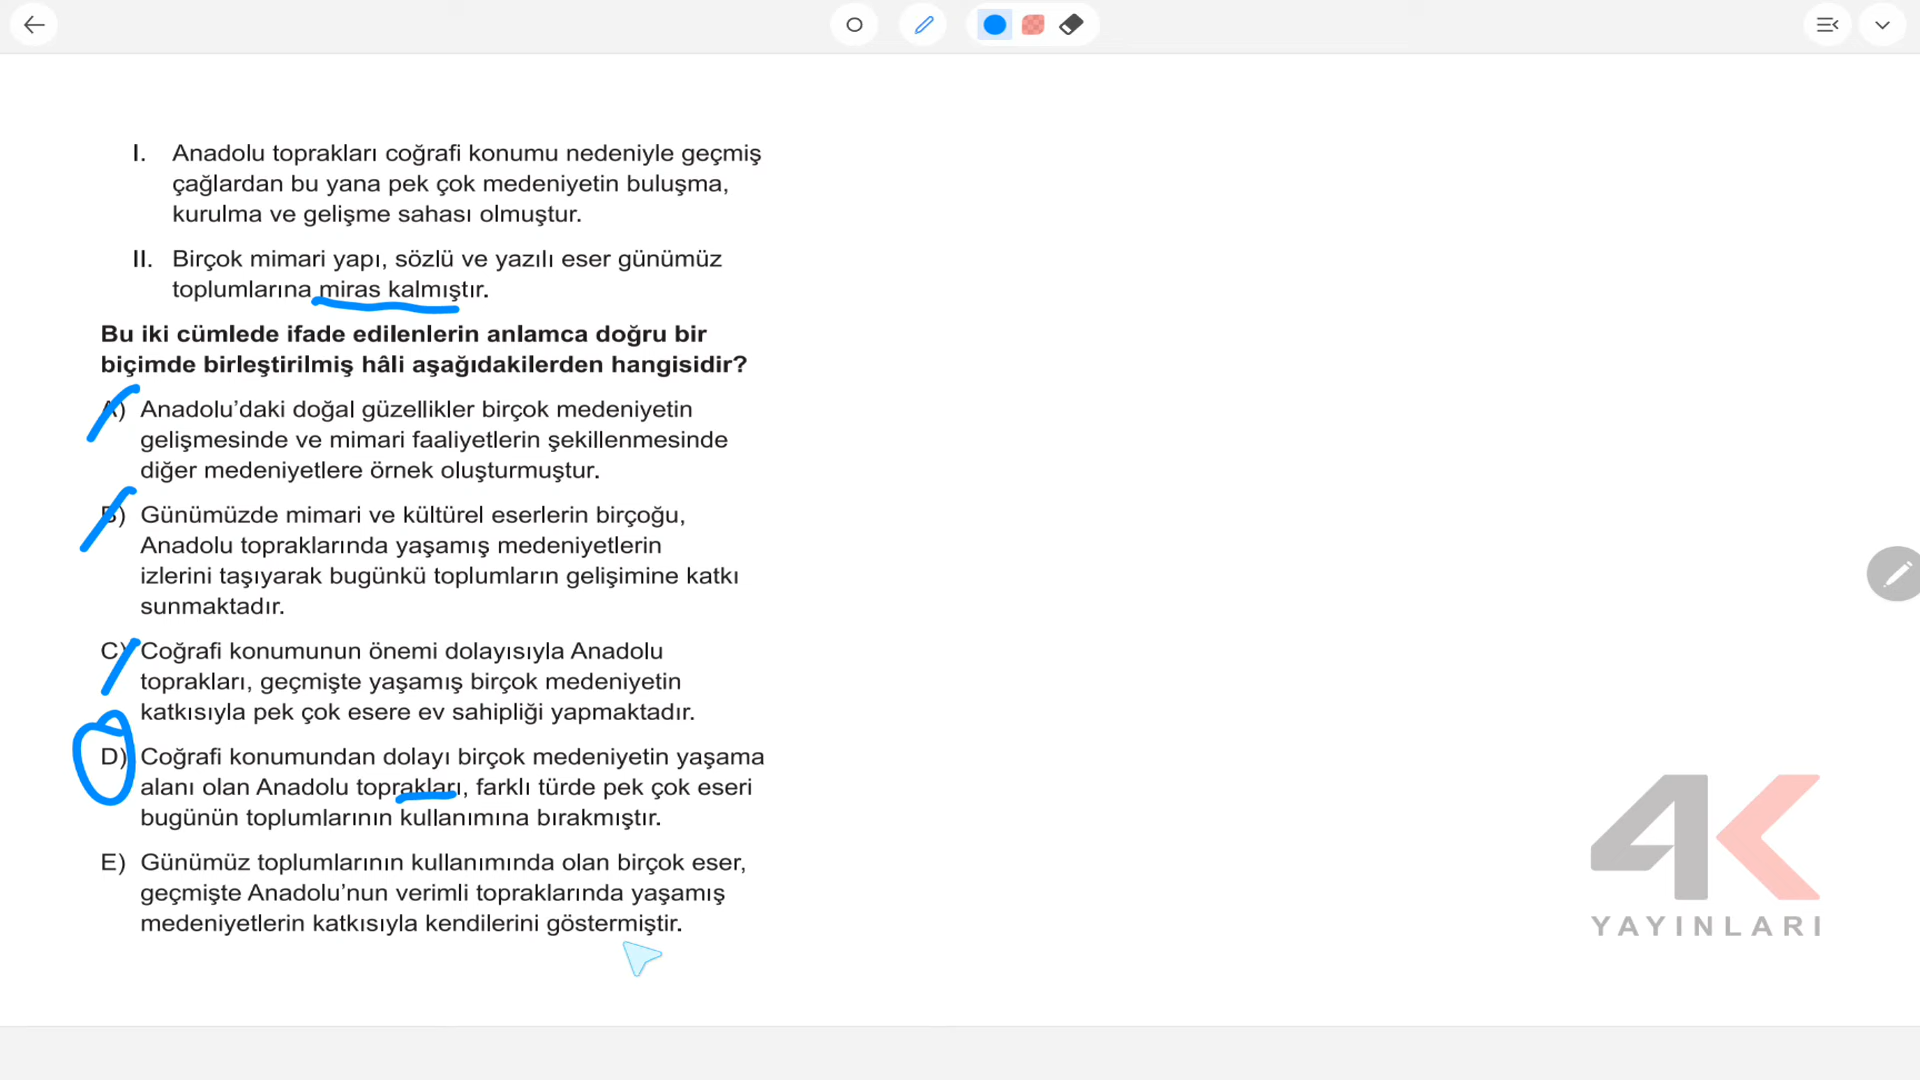 I. Anadolu toprakları coğrafi konumu nedeniyle geçmiş
çağlardan bu yana pek çok medeniyetin buluşma,
kurulma ve gelişme sahası olmuştur.
II. Birçok mimari yapı, sözlü ve yazılı eser günümüz
toplumlarına miras kalmıştır.
Bu iki cümlede ifade edilenlerin anlamca doğru bir
biçimde birleştirilmiş hâli aşağıdakilerden hangisidir?
A) Anadolu’daki doğal güzellikler birçok medeniyetin
gelişmesinde ve mimari faaliyetlerin şekillenmesinde
diğer medeniyetlere örnek oluşturmuştur.
B) Günümüzde mimari ve kültürel eserlerin birçoğu,
Anadolu topraklarında yaşamış medeniyetlerin
izlerini taşıyarak bugünkü toplumların gelişimine katkı
sunmaktadır.
C) Coğrafi konumunun önemi dolayısıyla Anadolu
toprakları, geçmişte yaşamış birçok medeniyetin
katkısıyla pek çok esere ev sahipliği yapmaktadır.
D) Coğrafi konumundan dolayı birçok medeniyetin yaşama
alanı olan Anadolu toprakları, farklı türde pek çok eseri
bugünün toplumlarının kullanımına bırakmıştır.
E) Günümüz toplumlarının kullanımında olan birçok eser,
geçmişte Anadolu’nun verimli topraklarında yaşamış
medeniyetlerin katkısıyla kendilerini göstermiştir.
4K
YAYINLARI